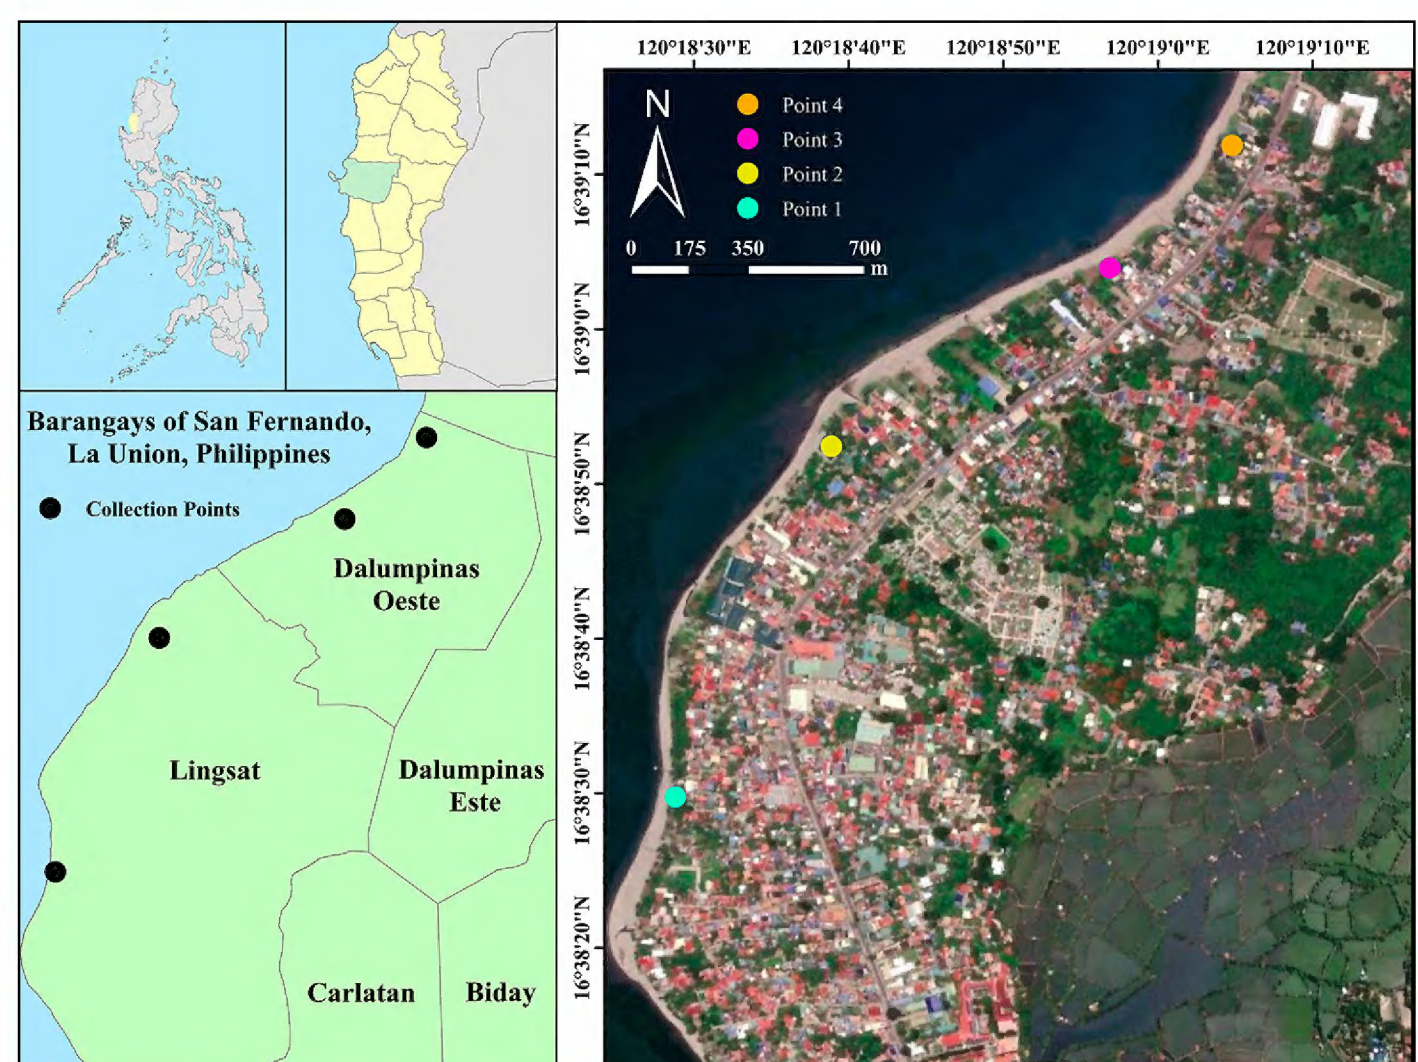 Barangays of San Fernando,
La Union, Philippines
Collection Points
Dalumpinas
Oeste
Lingsat
Dalumpinas
Este
Carlatan
Biday
120°18'30"E 120°18'40"E 120°18'50"E 120°19'0"E 120°19'10"E
16°39'10"N
16°39'0"N
16°38'50"N
16°38'40"N
16°38'30"N
16°38'20"N
N
Point 4
Point 3
Point 2
Point 1
0 175 350 700
m